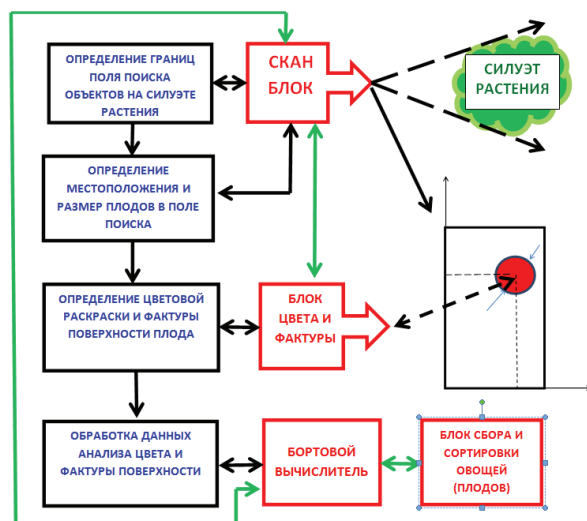 ОПРЕДЕЛЕНИЕ ГРАНИЦ
ПОЛЯ ПОИСКА
ОБЪЕКТОВ НА СИЛУЭТЕ
РАСТЕНИЯ
СКАН
БЛОК
СИЛУЭТ
РАСТЕНИЯ
ОПРЕДЕЛЕНИЕ
МЕСТОПОЛОЖЕНИЯ И
РАЗМЕР ПЛОДОВ В ПОЛЕ
ПОИСКА
ОПРЕДЕЛЕНИЕ ЦВЕТОВОЙ
РАСКРАСКИ И ФАКТУРЫ
ПОВЕРХНОСТИ ПЛОДА
БЛОК
ЦВЕТА И
ФАКТУРЫ
ОБРАБОТКА ДАННЫХ
АНАЛИЗА ЦВЕТА И
ФАКТУРЫ ПОВЕРХНОСТИ
БОРТОВОЙ
ВЫЧИСЛИТЕЛЬ
БЛОК СБОРА И
СОРТИРОВКИ
ОВОЩЕЙ
(ПЛОДОВ)